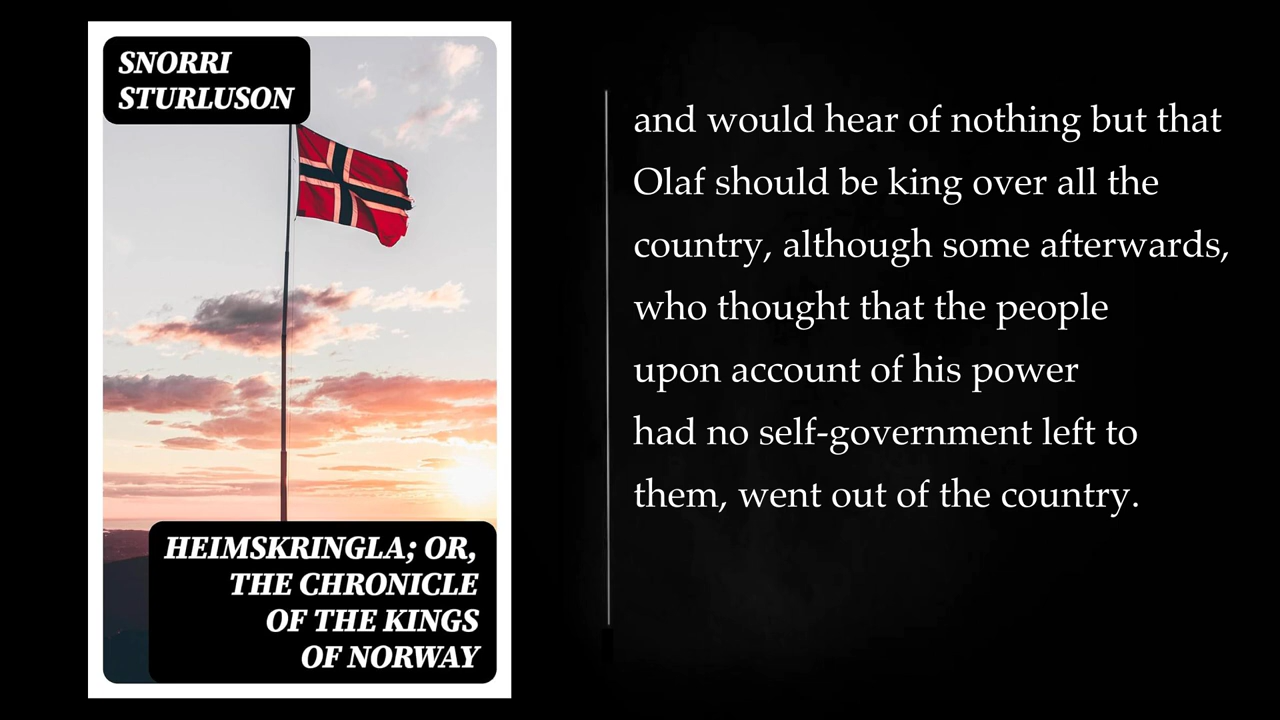 SNORRI
STURLUSON
HEIMSKRINGLA; OR,
THE CHRONICLE
OF THE KINGS
OF NORWAY
and would hear of nothing but that
Olaf should be king over all the
country, although some afterwards,
who thought that the people
upon account of his power
had no self-government left to
them, went out of the country.